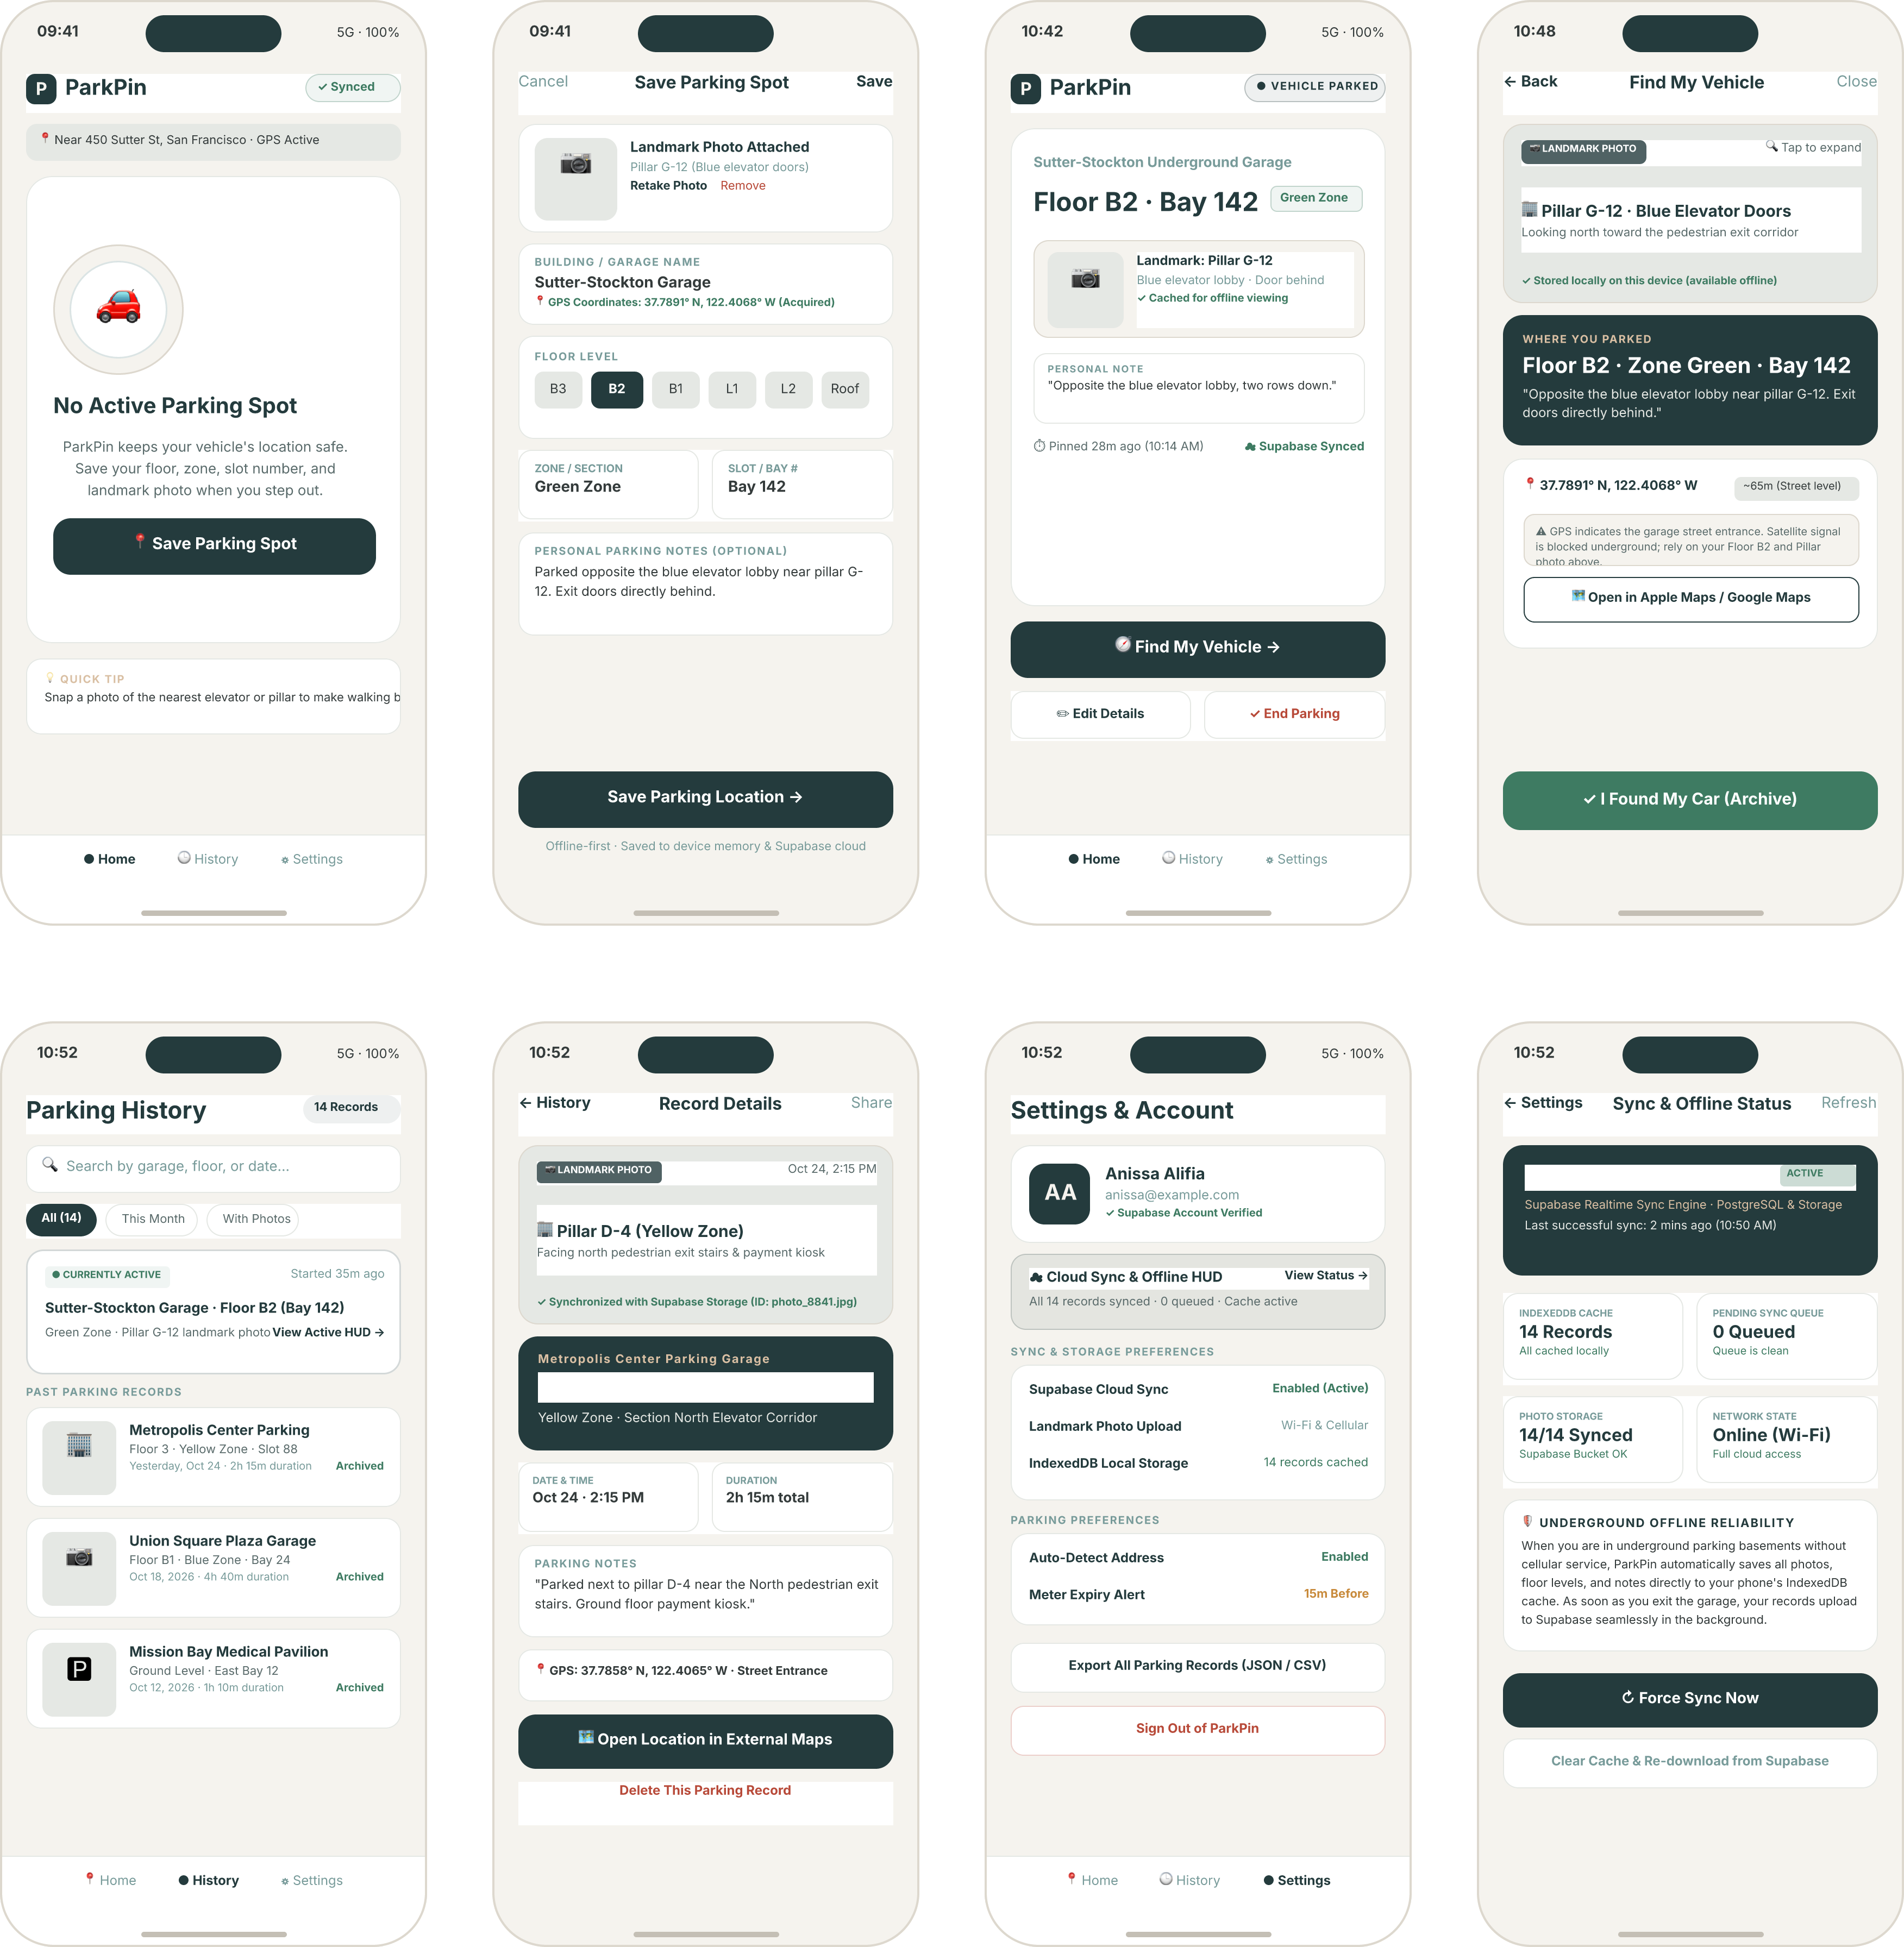 09:41
5G · 100%
P ParkPin
✓ Synced
📍 Near 450 Sutter St, San Francisco · GPS Active
No Active Parking Spot
ParkPin keeps your vehicle's location safe.
Save your floor, zone, slot number, and
landmark photo when you step out.
📍 Save Parking Spot
💡 QUICK TIP
Snap a photo of the nearest elevator or pillar to make walking b
● Home
History
Settings
09:41
Cancel
Save Parking Spot
Save
Landmark Photo Attached
Pillar G-12 (Blue elevator doors)
Retake Photo Remove
BUILDING / GARAGE NAME
Sutter-Stockton Garage
📍 GPS Coordinates: 37.7891° N, 122.4068° W (Acquired)
FLOOR LEVEL
B3 B2 B1 L1 L2 Roof
ZONE / SECTION
Green Zone
SLOT / BAY #
Bay 142
PERSONAL PARKING NOTES (OPTIONAL)
Parked opposite the blue elevator lobby near pillar G-
12. Exit doors directly behind.
Save Parking Location →
Offline-first · Saved to device memory & Supabase cloud
10:42
5G · 100%
P ParkPin
● VEHICLE PARKED
Sutter-Stockton Underground Garage
Floor B2 · Bay 142
Green Zone
Landmark: Pillar G-12
Blue elevator lobby · Door behind
✓ Cached for offline viewing
PERSONAL NOTE
"Opposite the blue elevator lobby, two rows down."
⏱ Pinned 28m ago (10:14 AM)
☁ Supabase Synced
🧭 Find My Vehicle →
✏ Edit Details
✓ End Parking
● Home
History
Settings
10:48
← Back
Find My Vehicle
Close
📷 LANDMARK PHOTO
🔍 Tap to expand
🏢 Pillar G-12 · Blue Elevator Doors
Looking north toward the pedestrian exit corridor
✓ Stored locally on this device (available offline)
WHERE YOU PARKED
Floor B2 · Zone Green · Bay 142
"Opposite the blue elevator lobby near pillar G-12. Exit
doors directly behind."
📍 37.7891° N, 122.4068° W
~65m (Street level)
⚠ GPS indicates the garage street entrance. Satellite signal
is blocked underground; rely on your Floor B2 and Pillar
photo above.
🗺 Open in Apple Maps / Google Maps
✓ I Found My Car (Archive)
10:52
5G · 100%
Parking History
14 Records
🔍 Search by garage, floor, or date...
All (14)
This Month
With Photos
● CURRENTLY ACTIVE
Started 35m ago
Sutter-Stockton Garage · Floor B2 (Bay 142)
Green Zone · Pillar G-12 landmark photo View Active HUD →
PAST PARKING RECORDS
Metropolis Center Parking
Floor 3 · Yellow Zone · Slot 88
Yesterday, Oct 24 · 2h 15m duration
Archived
Union Square Plaza Garage
Floor B1 · Blue Zone · Bay 24
Oct 18, 2026 · 4h 40m duration
Archived
P
Mission Bay Medical Pavilion
Ground Level · East Bay 12
Oct 12, 2026 · 1h 10m duration
Archived
📍 Home
● History
Settings
10:52
← History
Record Details
Share
📷 LANDMARK PHOTO
Oct 24, 2:15 PM
🏢 Pillar D-4 (Yellow Zone)
Facing north pedestrian exit stairs & payment kiosk
✓ Synchronized with Supabase Storage (ID: photo_8841.jpg)
Metropolis Center Parking Garage
Yellow Zone · Section North Elevator Corridor
DATE & TIME
Oct 24 · 2:15 PM
DURATION
2h 15m total
PARKING NOTES
"Parked next to pillar D-4 near the North pedestrian exit
stairs. Ground floor payment kiosk."
📍 GPS: 37.7858° N, 122.4065° W · Street Entrance
🗺 Open Location in External Maps
Delete This Parking Record
10:52
5G · 100%
Settings & Account
AA
Anissa Alifia
anissa@example.com
✓ Supabase Account Verified
☁ Cloud Sync & Offline HUD
View Status →
All 14 records synced · 0 queued · Cache active
SYNC & STORAGE PREFERENCES
Supabase Cloud Sync
Enabled (Active)
Landmark Photo Upload
Wi-Fi & Cellular
IndexedDB Local Storage
14 records cached
PARKING PREFERENCES
Auto-Detect Address
Enabled
Meter Expiry Alert
15m Before
Export All Parking Records (JSON / CSV)
Sign Out of ParkPin
📍 Home
History
● Settings
10:52
← Settings
Sync & Offline Status
Refresh
ACTIVE
Supabase Realtime Sync Engine · PostgreSQL & Storage
Last successful sync: 2 mins ago (10:50 AM)
INDEXEDDB CACHE
14 Records
All cached locally
PENDING SYNC QUEUE
0 Queued
Queue is clean
PHOTO STORAGE
14/14 Synced
Supabase Bucket OK
NETWORK STATE
Online (Wi-Fi)
Full cloud access
🛡 UNDERGROUND OFFLINE RELIABILITY
When you are in underground parking basements without
cellular service, ParkPin automatically saves all photos,
floor levels, and notes directly to your phone's IndexedDB
cache. As soon as you exit the garage, your records upload
to Supabase seamlessly in the background.
↻ Force Sync Now
Clear Cache & Re-download from Supabase